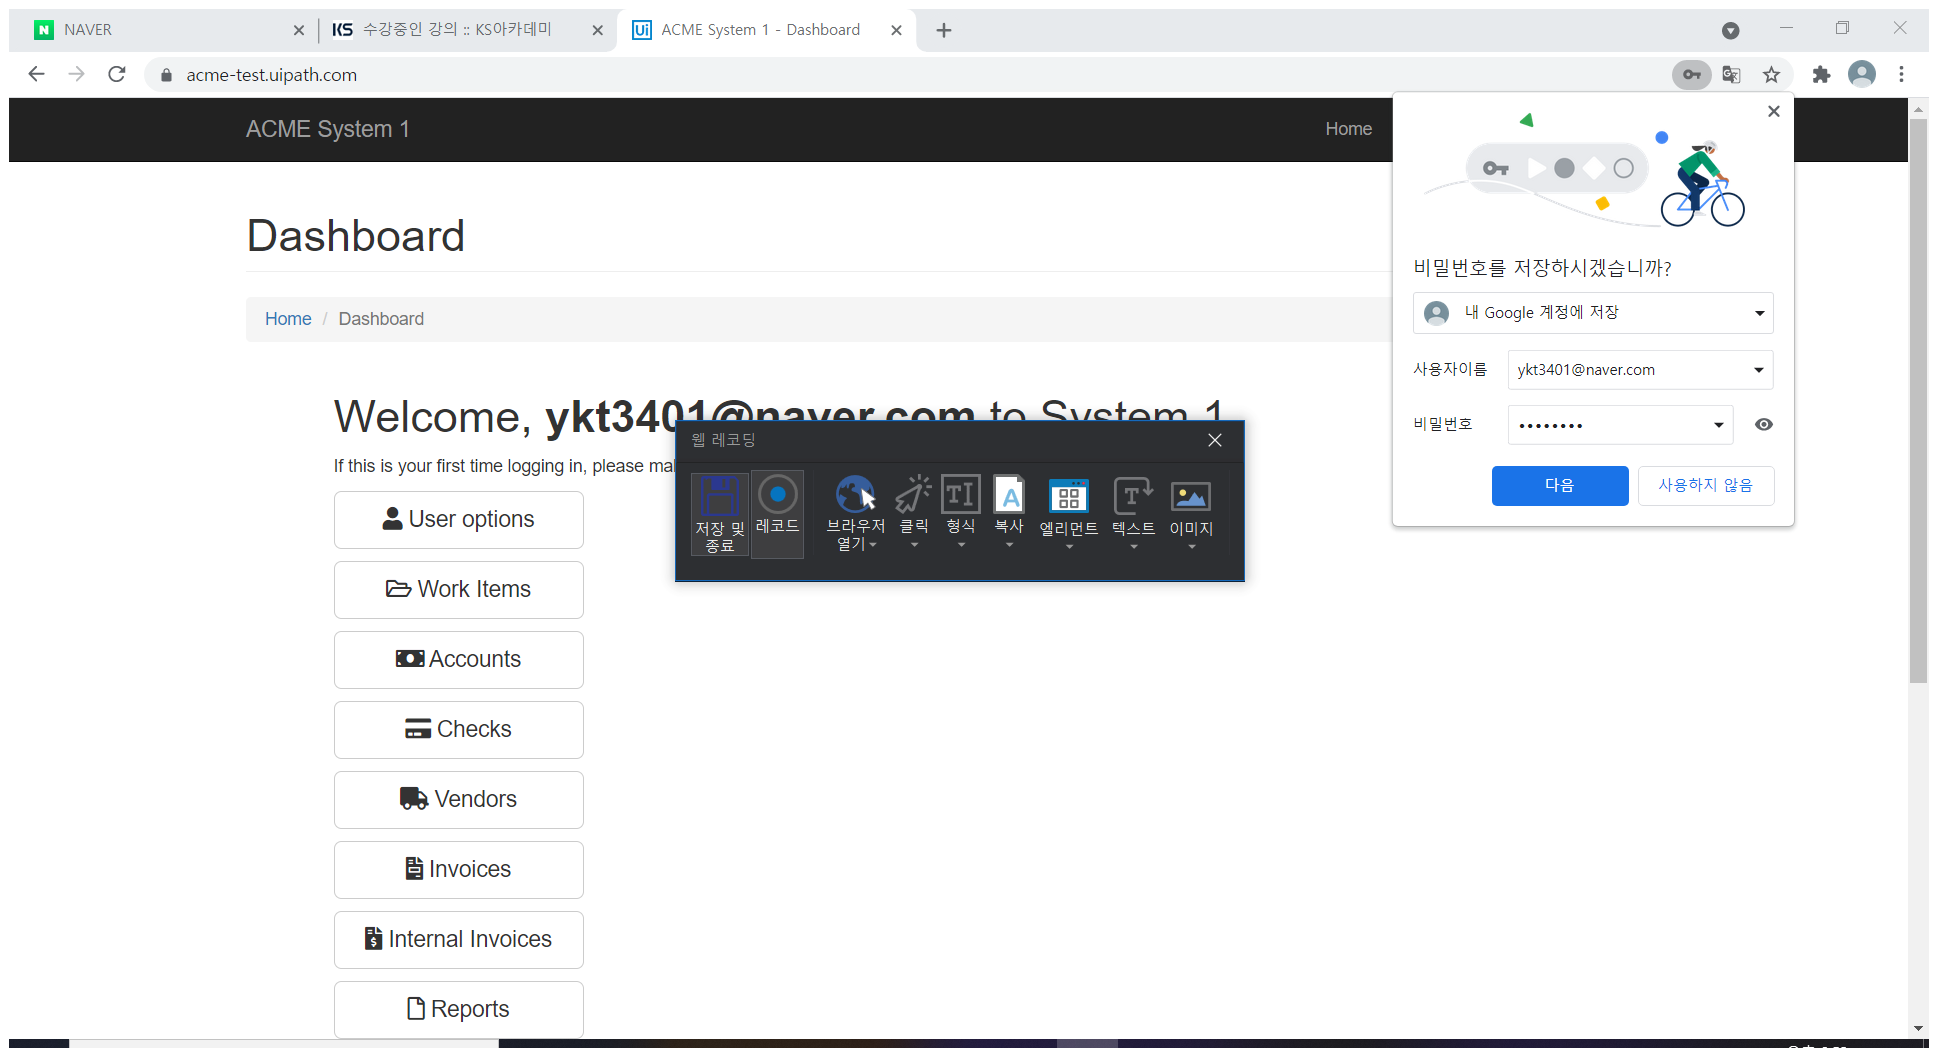 NAVER
KS 수강중인 강의 :: KS아카데미
Ui ACME System 1 - Dashboard
acme-test.uipath.com
ACME System 1
Home
Dashboard
Home / Dashboard
Welcome, ykt3401@naver.com to System 1
If this is your first time logging in, please
User options
Work Items
Accounts
Checks
Vendors
Invoices
Internal Invoices
Reports
웹 레코딩
저장 및 종료
레코드
브라우저 열기
클릭
형식
복사
엘리먼트
텍스트
이미지
비밀번호를 저장하시겠습니까?
내 Google 계정에 저장
사용자이름 ykt3401@naver.com
비밀번호 ••••••••
다음
사용하지 않음